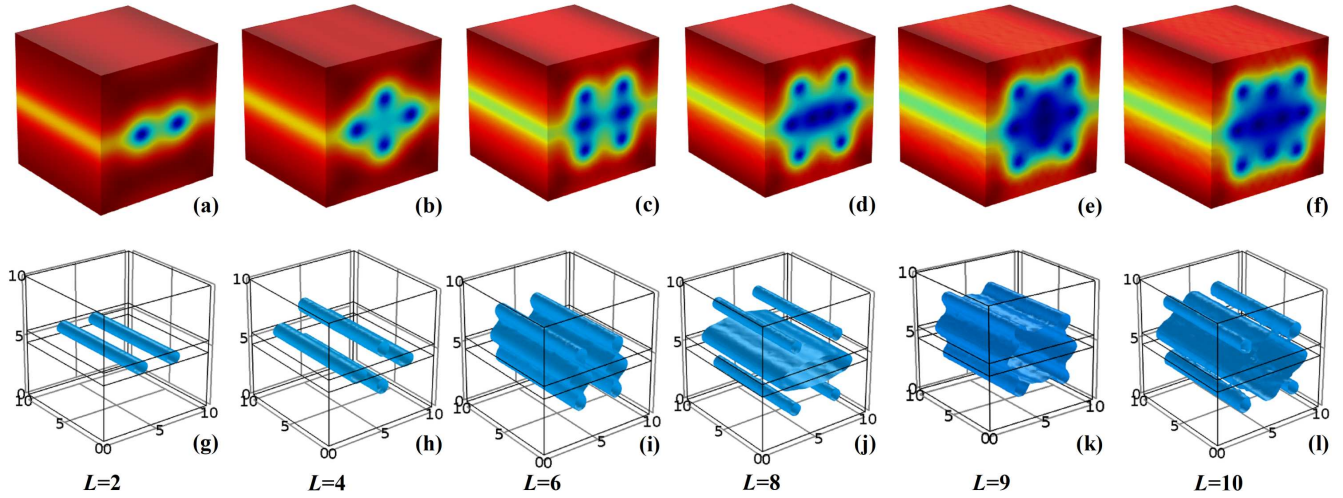 (a) (b) (c) (d) (e) (f)
10 5 0 10 5 00 5 10 (g)
10 5 0 10 5 00 5 10 (h)
10 5 0 10 5 00 5 10 (i)
10 5 0 10 5 00 5 10 (j)
10 5 0 10 5 00 5 10 (k)
10 5 0 10 5 00 5 10 (l)
L=2 L=4 L=6 L=8 L=9 L=10